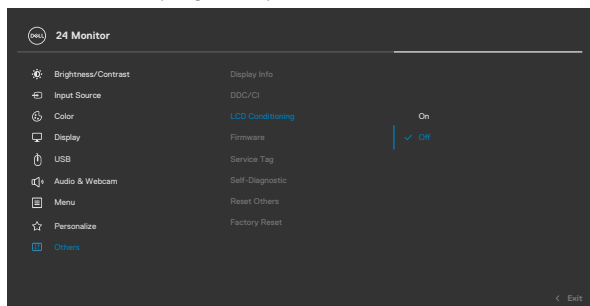 DELL 24 Monitor
Brightness/Contrast Display Info
Input Source DDC/CI
Color LCD Conditioning On
Display Firmware Off
USB Service Tag
Audio & Webcam Self-Diagnostic
Menu Reset Others
Personalize Factory Reset
Others
Exit